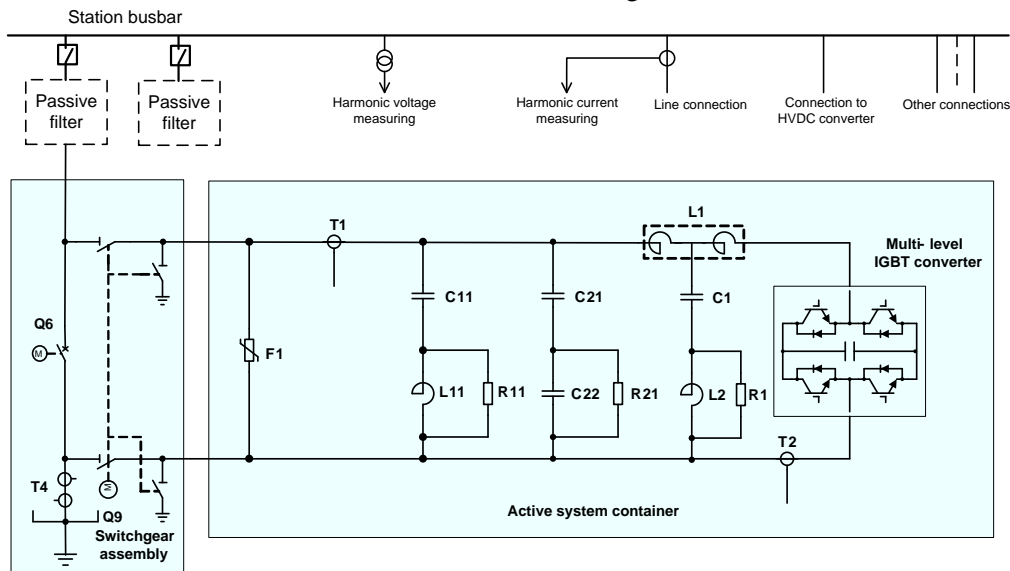 Station busbar
Passive
filter
Passive
filter
Harmonic voltage
measuring
Harmonic current
measuring
Line connection
Connection to
HVDC converter
Other connections
T1
L1
Multi- level
IGBT converter
C11
C21
C1
Q6
M
F1
L11
R11
C22
R21
L2
R1
T2
T4
M
Q9
Switchgear
assembly
Active system container